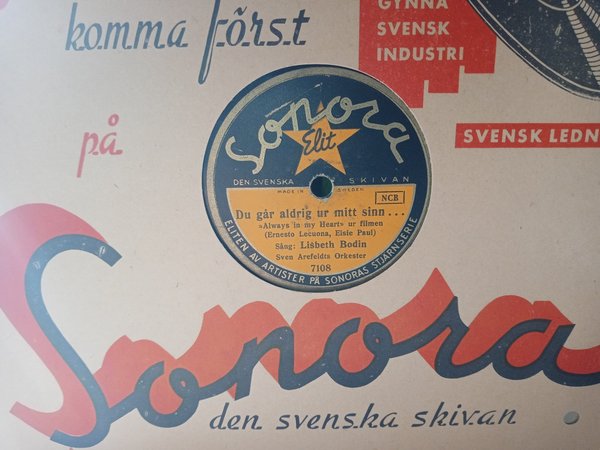 komma först
GYNNA
SVENSK
INDUSTRI
på
SVENSK LEDN
Sonora
Elit
DEN SVENSKA SKIVAN
MADE IN SWEDEN
NCB
Du går aldrig ur mitt sinn . . .
»Always in my Heart» ur filmen
(Ernesto Lecuona, Elsie Paul)
Sång: Lisbeth Bodin
Sven Arefeldts Orkester
7108
ELITEN AV ARTISTER PÅ SONORAS STJÄRNSERIE
Sonora
den svenska skivan